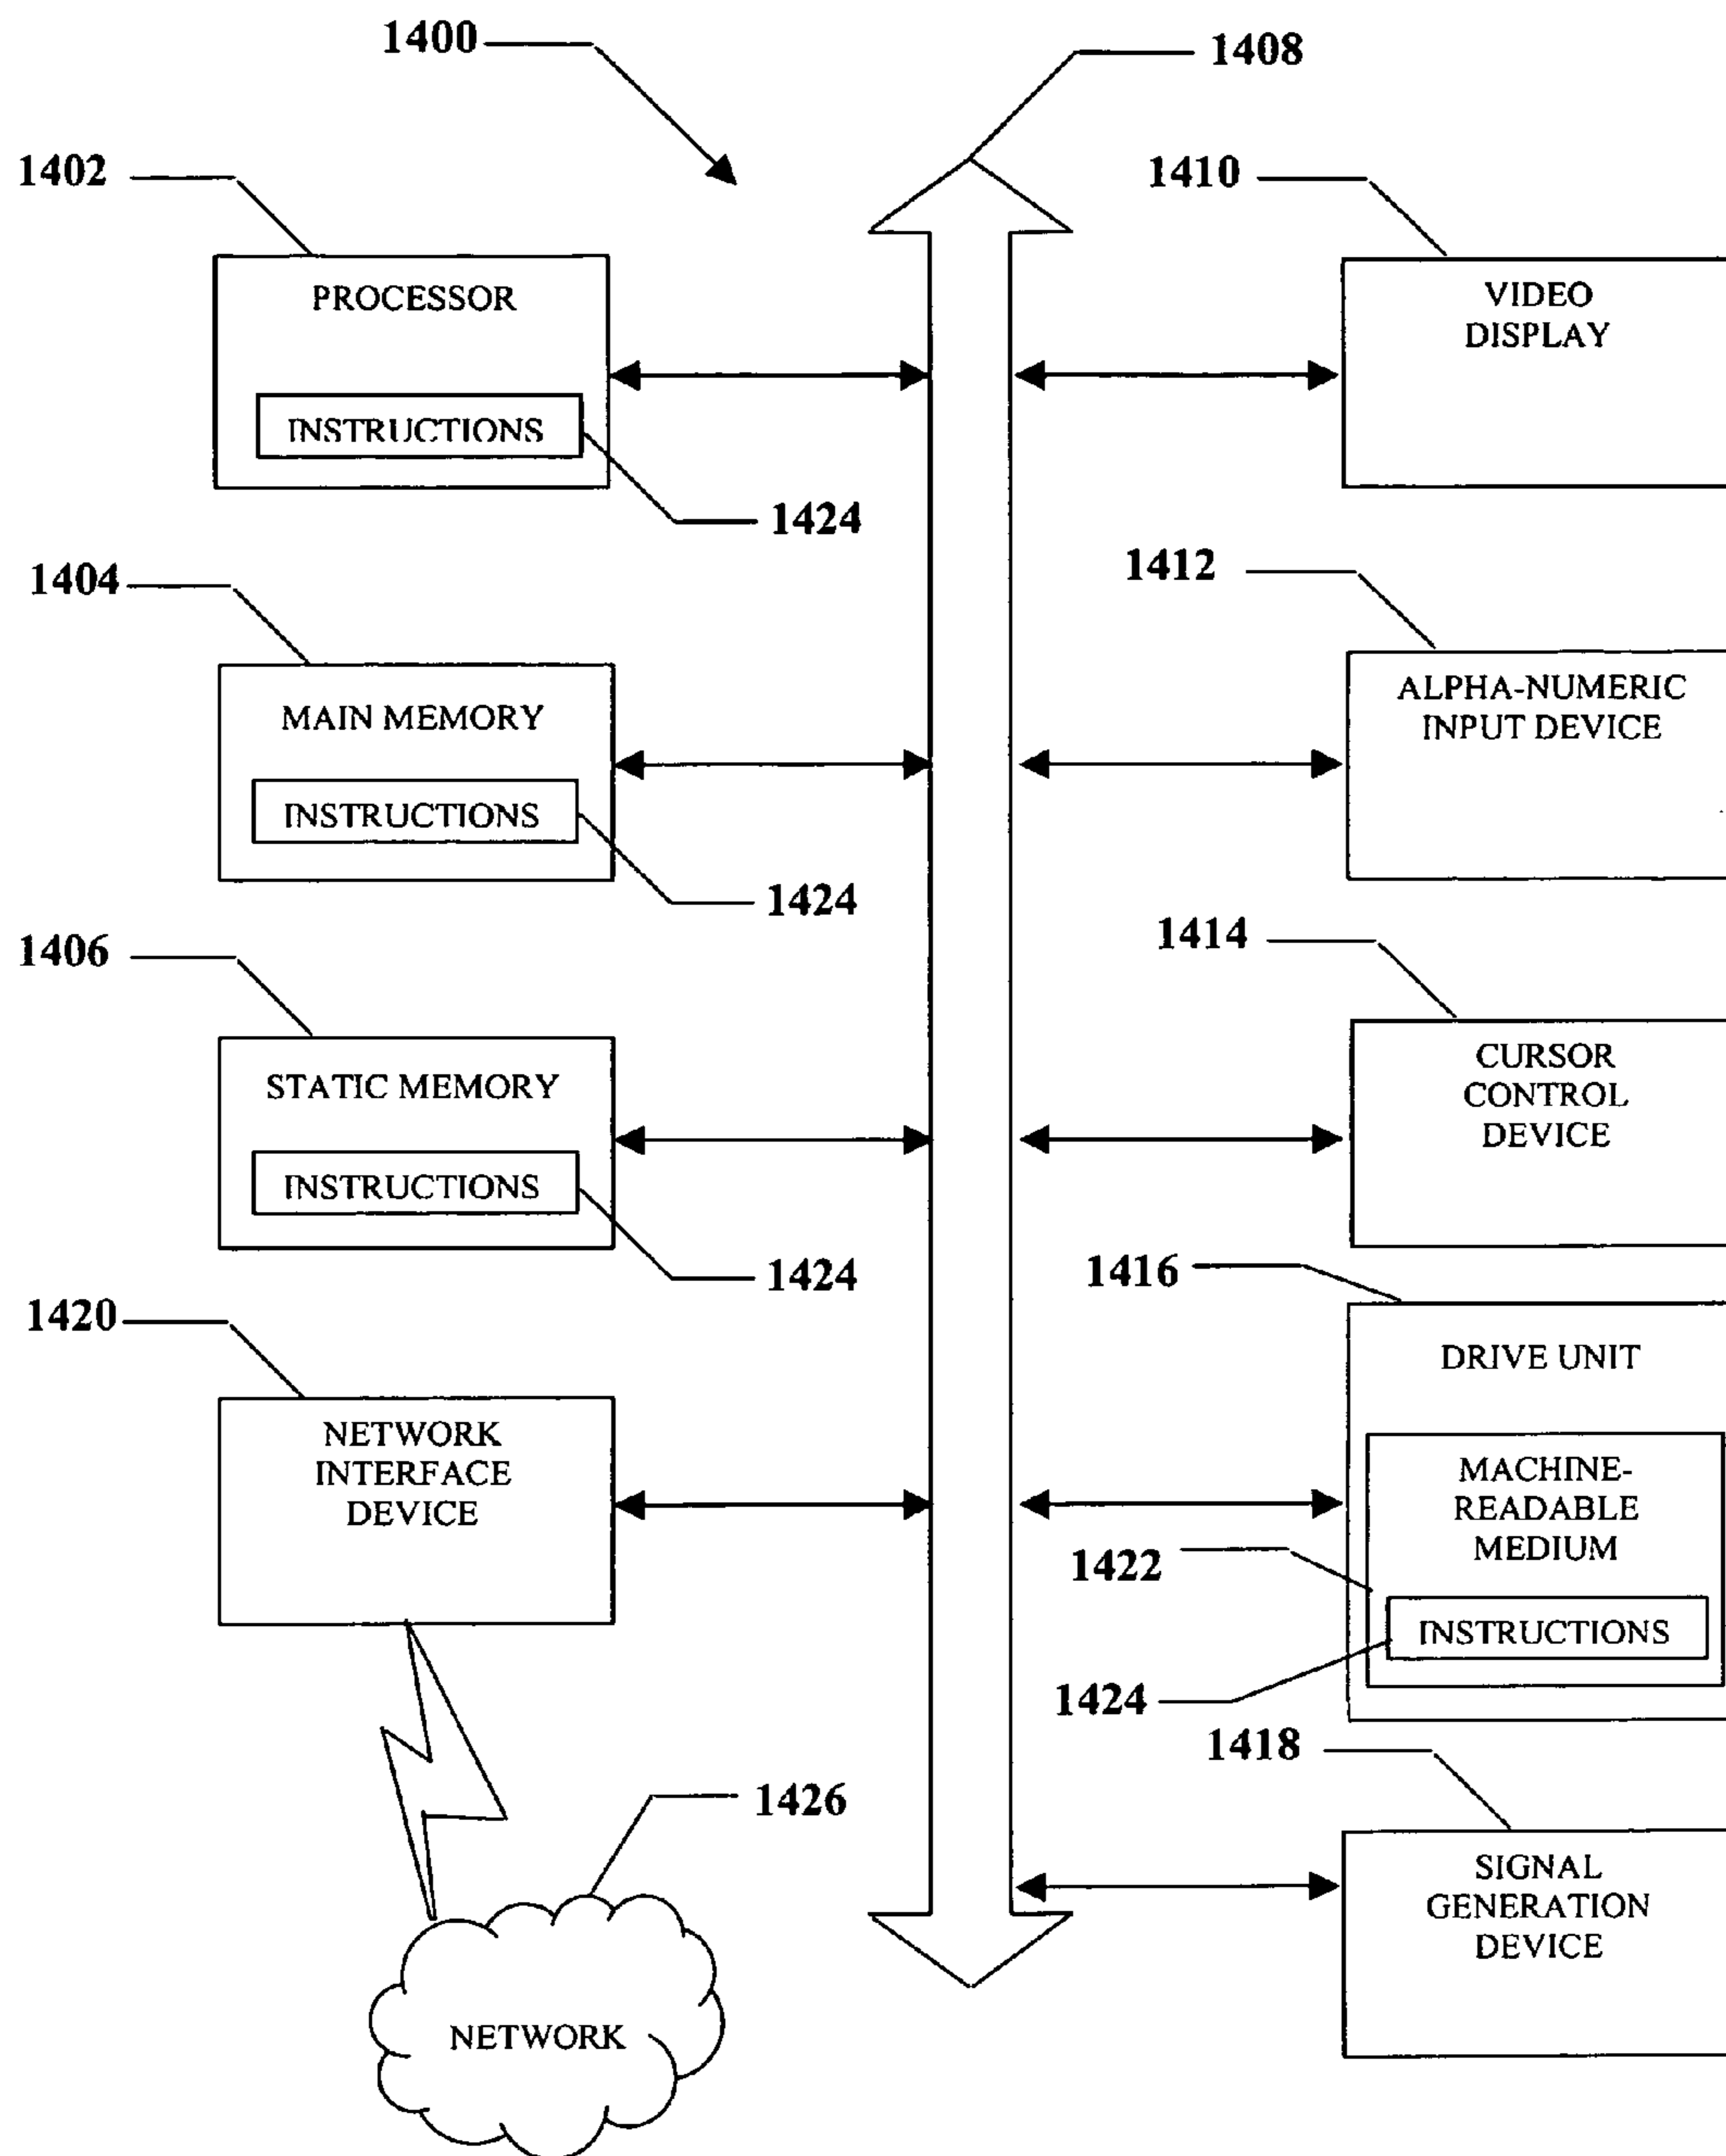 1400
1408
1402
1410
PROCESSOR
INSTRUCTIONS
1424
VIDEO
DISPLAY
1404
1412
MAIN MEMORY
INSTRUCTIONS
1424
ALPHA-NUMERIC
INPUT DEVICE
1406
1414
STATIC MEMORY
INSTRUCTIONS
1424
CURSOR
CONTROL
DEVICE
1420
1416
NETWORK
INTERFACE
DEVICE
DRIVE UNIT
MACHINE-
READABLE
MEDIUM
1422
INSTRUCTIONS
1424
1418
1426
NETWORK
SIGNAL
GENERATION
DEVICE